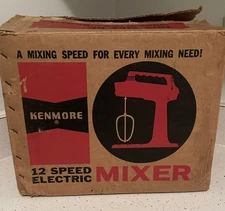 A MIXING SPEED FOR EVERY MIXING NEED!
KENMORE
12 SPEED
ELECTRIC
MIXER